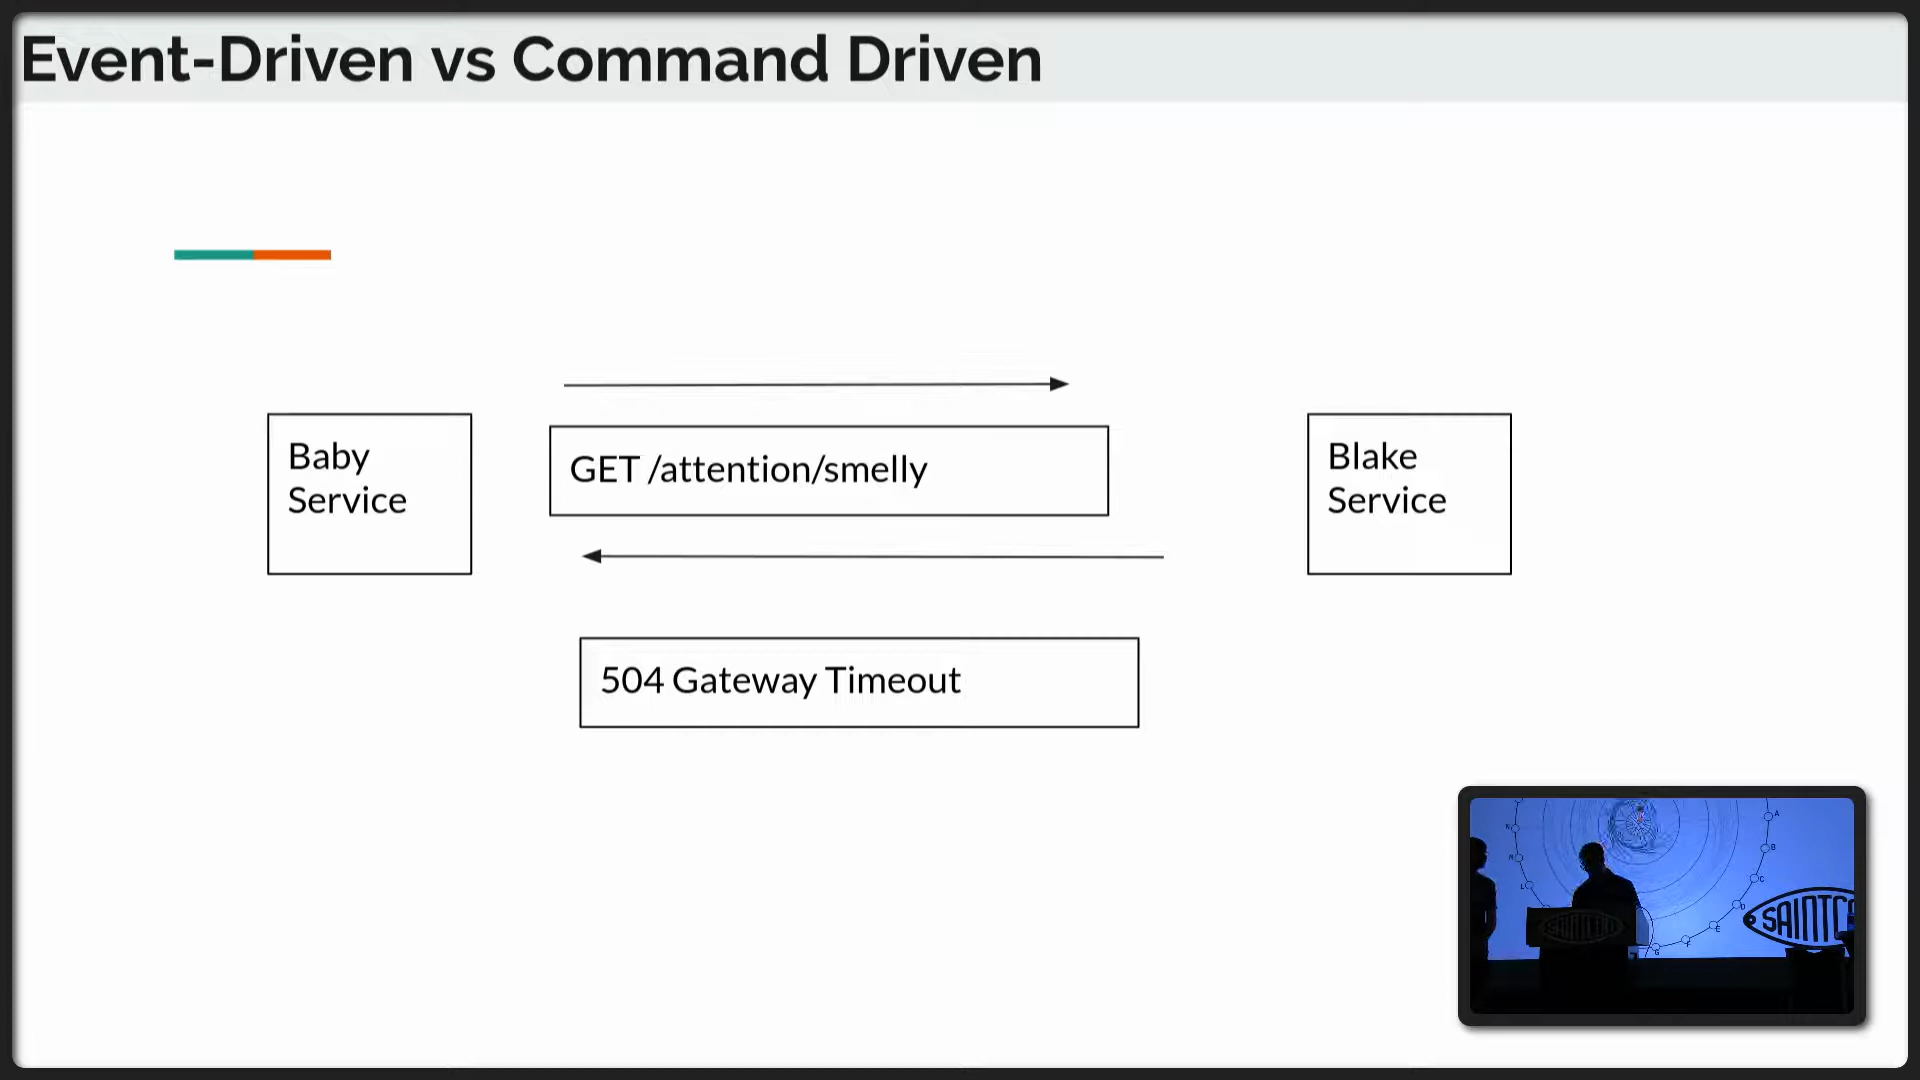 Event-Driven vs Command Driven
Baby
Service
GET /attention/smelly
Blake
Service
504 Gateway Timeout